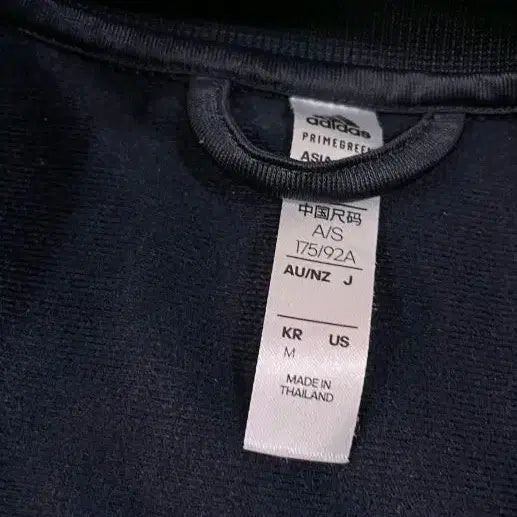 adidas
PRIMEGREEN
ASIA
中国尺码
A/S
175/92A
AU/NZ J
KR US
M
MADE IN
THAILAND